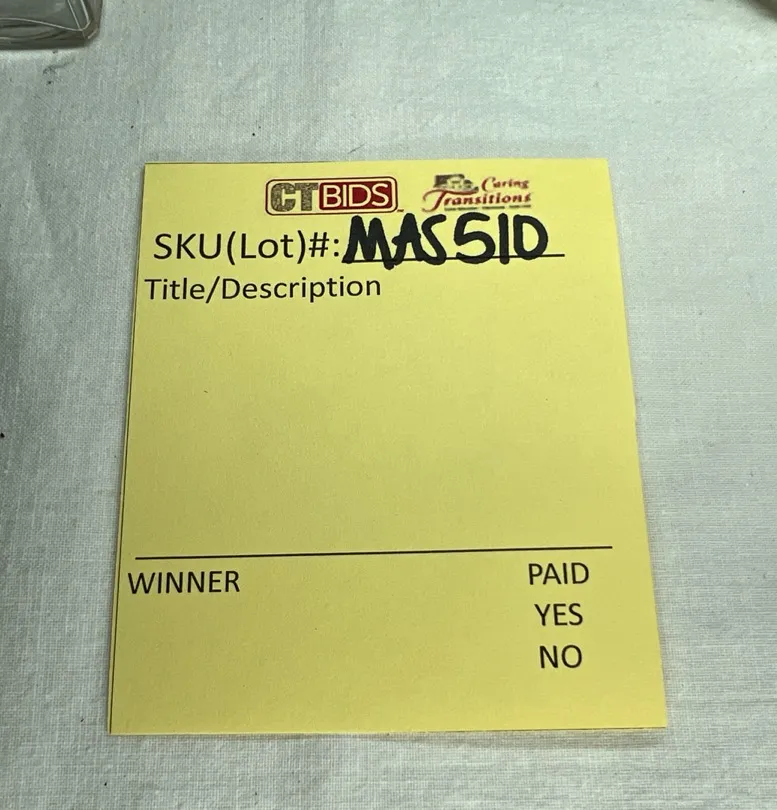 CTBIDS Caring Transitions
SKU(Lot)#: MAS510
Title/Description
WINNER PAID
YES
NO